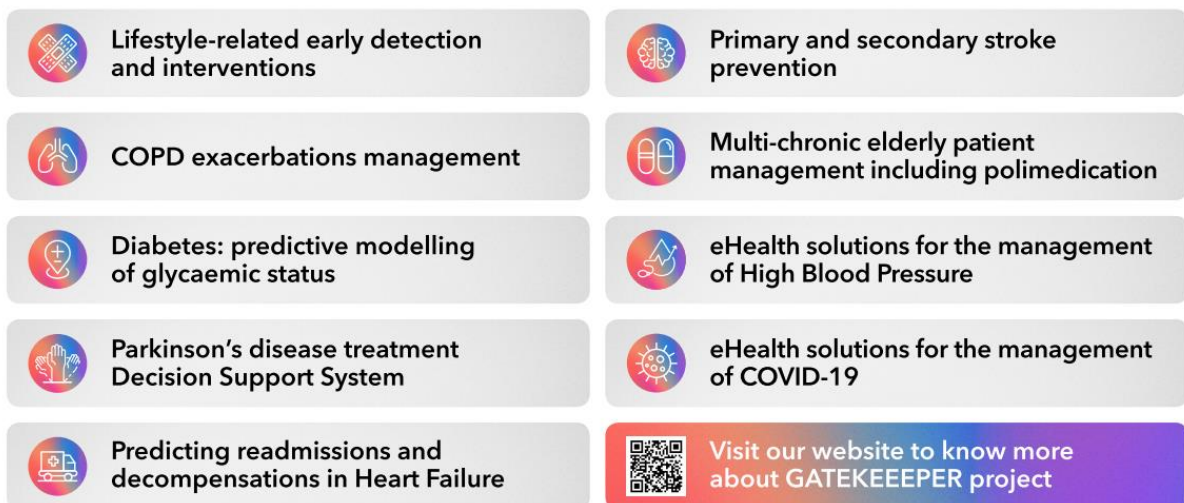 Lifestyle-related early detection
and interventions
Primary and secondary stroke
prevention
COPD exacerbations management
Multi-chronic elderly patient
management including polimedication
Diabetes: predictive modelling
of glycaemic status
eHealth solutions for the management
of High Blood Pressure
Parkinson’s disease treatment
Decision Support System
eHealth solutions for the management
of COVID-19
Predicting readmissions and
decompensations in Heart Failure
Visit our website to know more
about GATEKEEEPER project